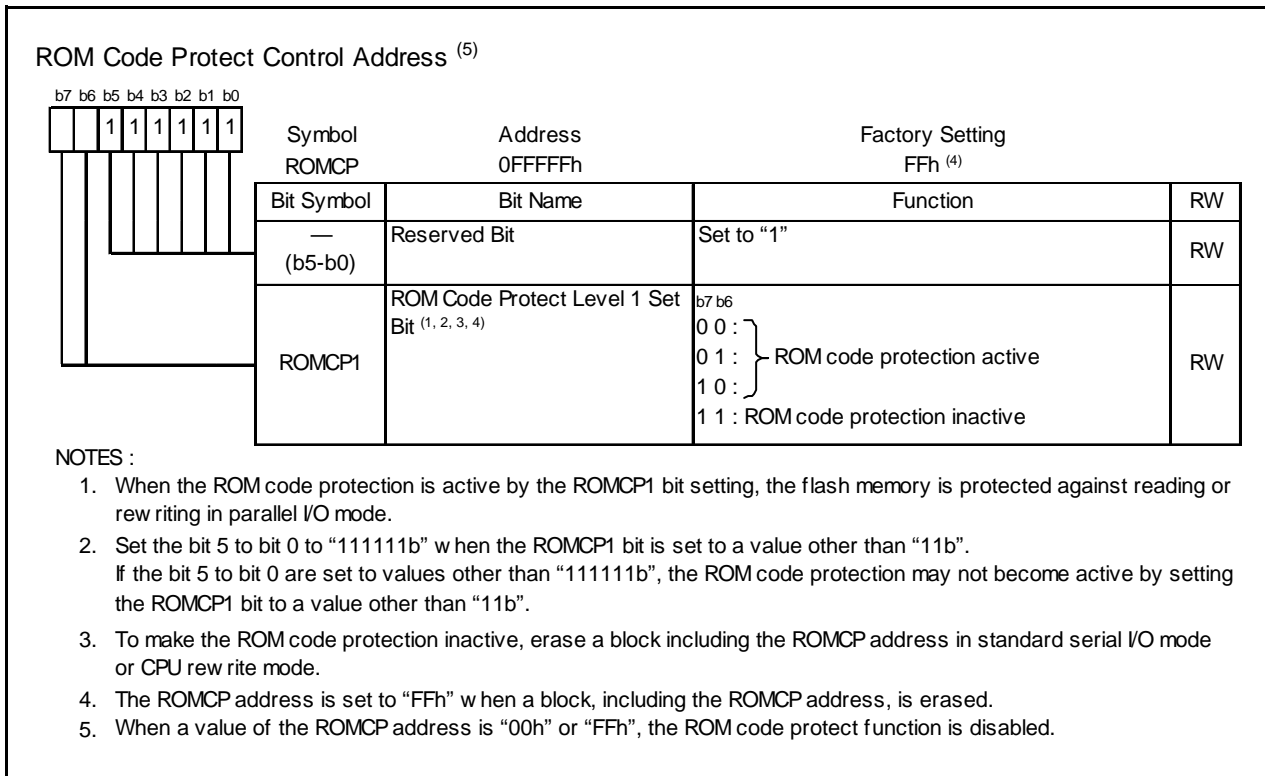 ROM Code Protect Control Address (5)
b7 b6 b5 b4 b3 b2 b1 b0
1 1 1 1 1 1
Symbol Address Factory Setting
ROMCP 0FFFFFh FFh (4)
Bit Symbol Bit Name Function RW
— (b5-b0) Reserved Bit Set to “1” RW
ROMCP1 ROM Code Protect Level 1 Set
Bit (1, 2, 3, 4)
b7 b6
0 0 :
0 1 : ROM code protection active
1 0 :
1 1 : ROM code protection inactive
RW
NOTES :
1. When the ROM code protection is active by the ROMCP1 bit setting, the flash memory is protected against reading or
rewriting in parallel I/O mode.
2. Set the bit 5 to bit 0 to “111111b” when the ROMCP1 bit is set to a value other than “11b”.
If the bit 5 to bit 0 are set to values other than “111111b”, the ROM code protection may not become active by setting
the ROMCP1 bit to a value other than “11b”.
3. To make the ROM code protection inactive, erase a block including the ROMCP address in standard serial I/O mode
or CPU rewrite mode.
4. The ROMCP address is set to “FFh” when a block, including the ROMCP address, is erased.
5. When a value of the ROMCP address is “00h” or “FFh”, the ROM code protect function is disabled.